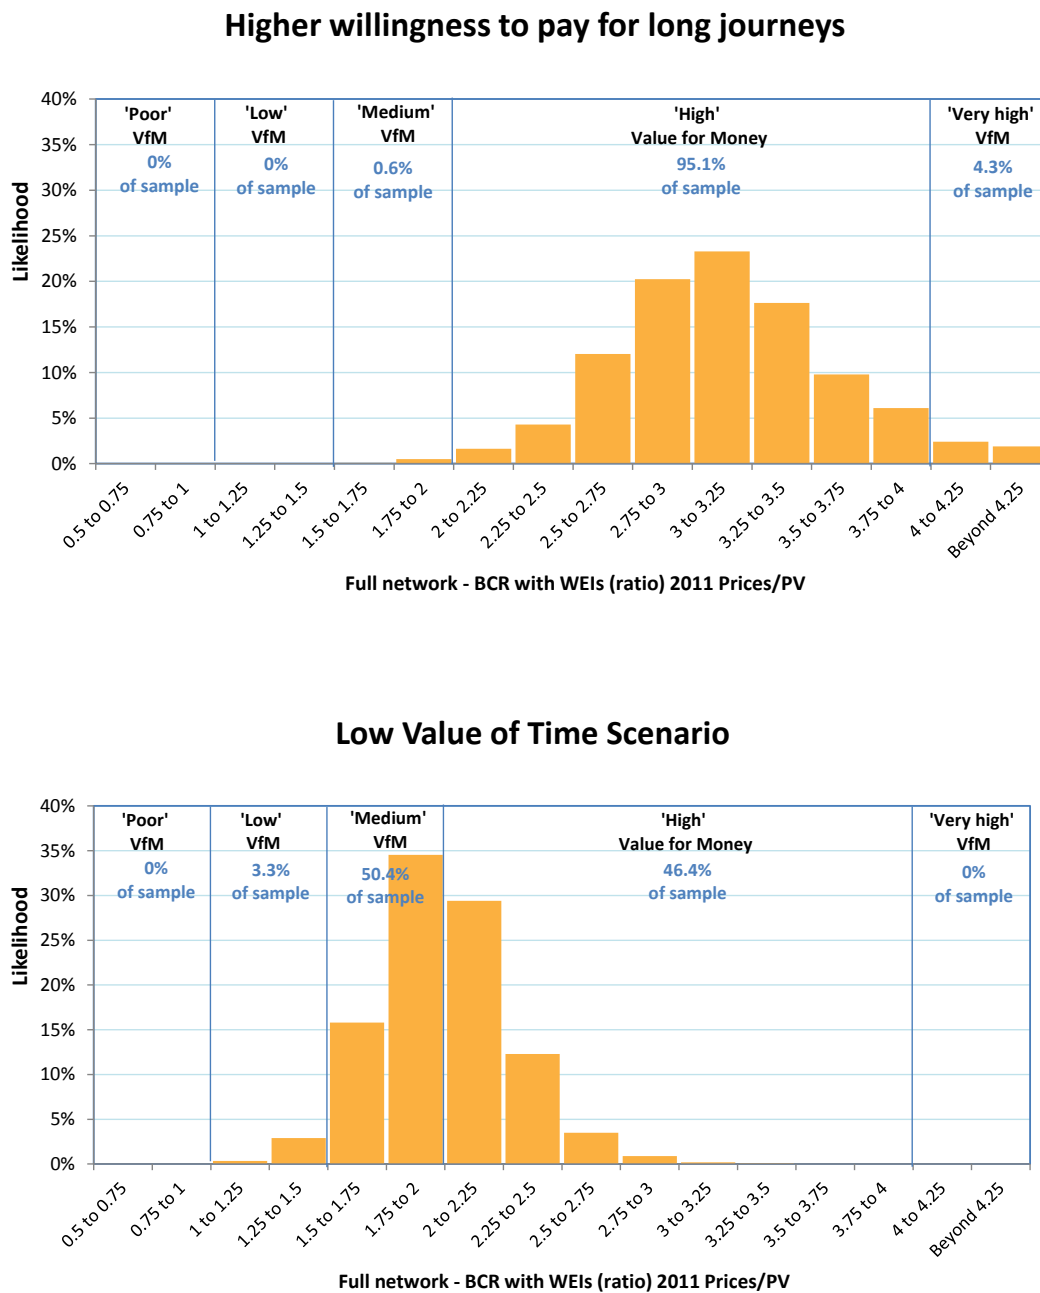 Higher willingness to pay for long journeys
40%
35%
30%
25%
20%
15%
10%
5%
0%
Likelihood
'Poor'
VfM
0%
of sample
'Low'
VfM
0%
of sample
'Medium'
VfM
0.6%
of sample
'High'
Value for Money
95.1%
of sample
'Very high'
VfM
4.3%
of sample
0.5 to 0.75
0.75 to 1
1 to 1.25
1.25 to 1.5
1.5 to 1.75
1.75 to 2
2 to 2.25
2.25 to 2.5
2.5 to 2.75
2.75 to 3
3 to 3.25
3.25 to 3.5
3.5 to 3.75
3.75 to 4
4 to 4.25
Beyond 4.25
Full network - BCR with WEIs (ratio) 2011 Prices/PV
Low Value of Time Scenario
40%
35%
30%
25%
20%
15%
10%
5%
0%
Likelihood
'Poor'
VfM
0%
of sample
'Low'
VfM
3.3%
of sample
'Medium'
VfM
50.4%
of sample
'High'
Value for Money
46.4%
of sample
'Very high'
VfM
0%
of sample
0.5 to 0.75
0.75 to 1
1 to 1.25
1.25 to 1.5
1.5 to 1.75
1.75 to 2
2 to 2.25
2.25 to 2.5
2.5 to 2.75
2.75 to 3
3 to 3.25
3.25 to 3.5
3.5 to 3.75
3.75 to 4
4 to 4.25
Beyond 4.25
Full network - BCR with WEIs (ratio) 2011 Prices/PV